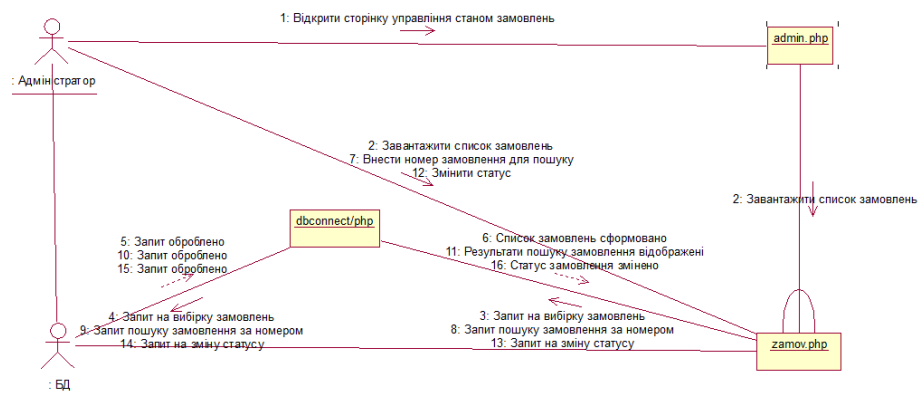 1: Відкрити сторінку управління станом замовлень
admin.php
: Адміністратор
2: Завантажити список замовлень
7: Внести номер замовлення для пошуку
12: Змінити статус
2: Завантажити список замовлень
dbconnect/php
5: Запит оброблено
10: Запит оброблено
15: Запит оброблено
6: Список замовлень сформовано
11: Результати пошуку замовлення відображені
16: Статус замовлення змінено
4: Запит на вибірку замовлень
9: Запит пошуку замовлення за номером
14: Запит на зміну статусу
3: Запит на вибірку замовлень
8: Запит пошуку замовлення за номером
13: Запит на зміну статусу
zamov.php
: БД